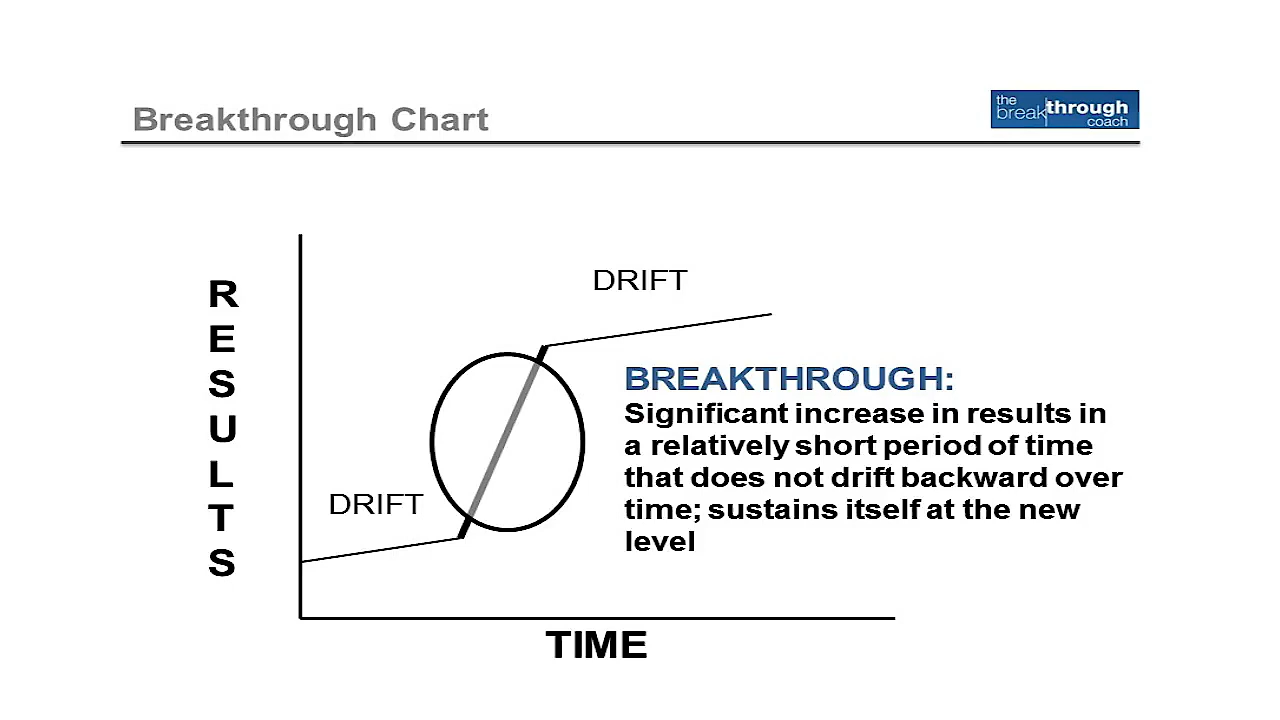 Breakthrough Chart
the
breakthrough
coach
RESULTS
DRIFT
DRIFT
BREAKTHROUGH:
Significant increase in results in
a relatively short period of time
that does not drift backward over
time; sustains itself at the new
level
TIME